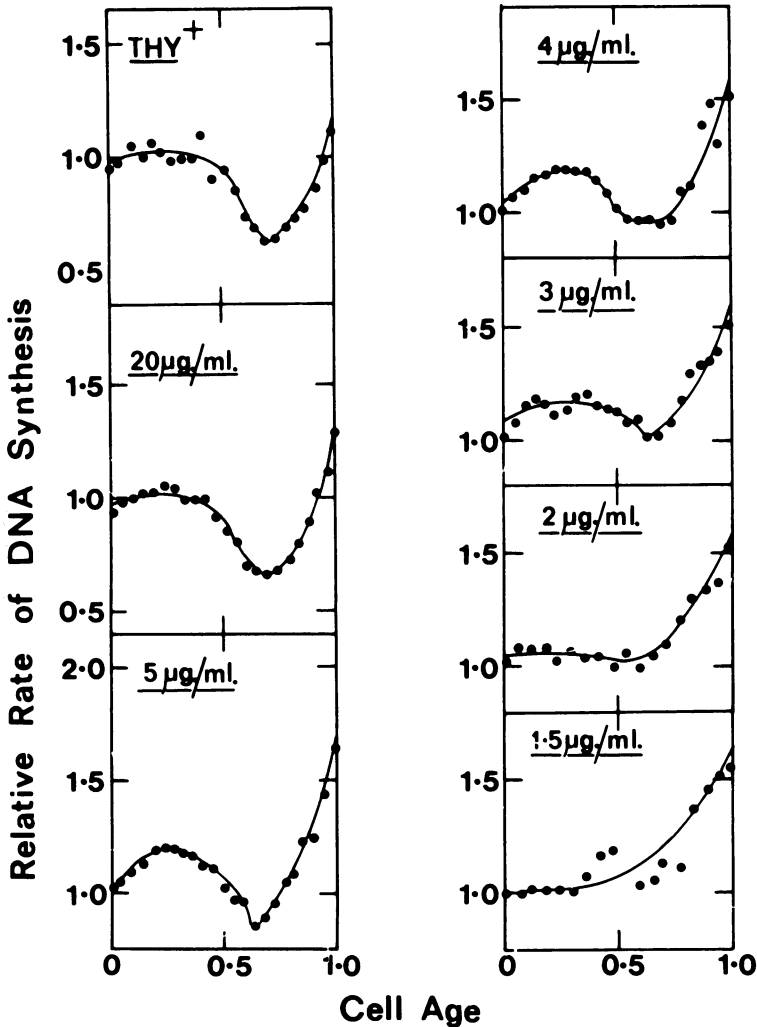 THY+
1·5
1·0
0·5
20µg/ml.
1·5
1·0
0·5
5µg/ml.
2·0
1·5
1·0
0 0·5 1·0
4µg/ml.
1·5
1·0
3µg/ml.
1·5
1·0
2µg/ml.
1·5
1·0
1·5µg/ml.
1·5
1·0
0 0·5 1·0
Relative Rate of DNA Synthesis
Cell Age